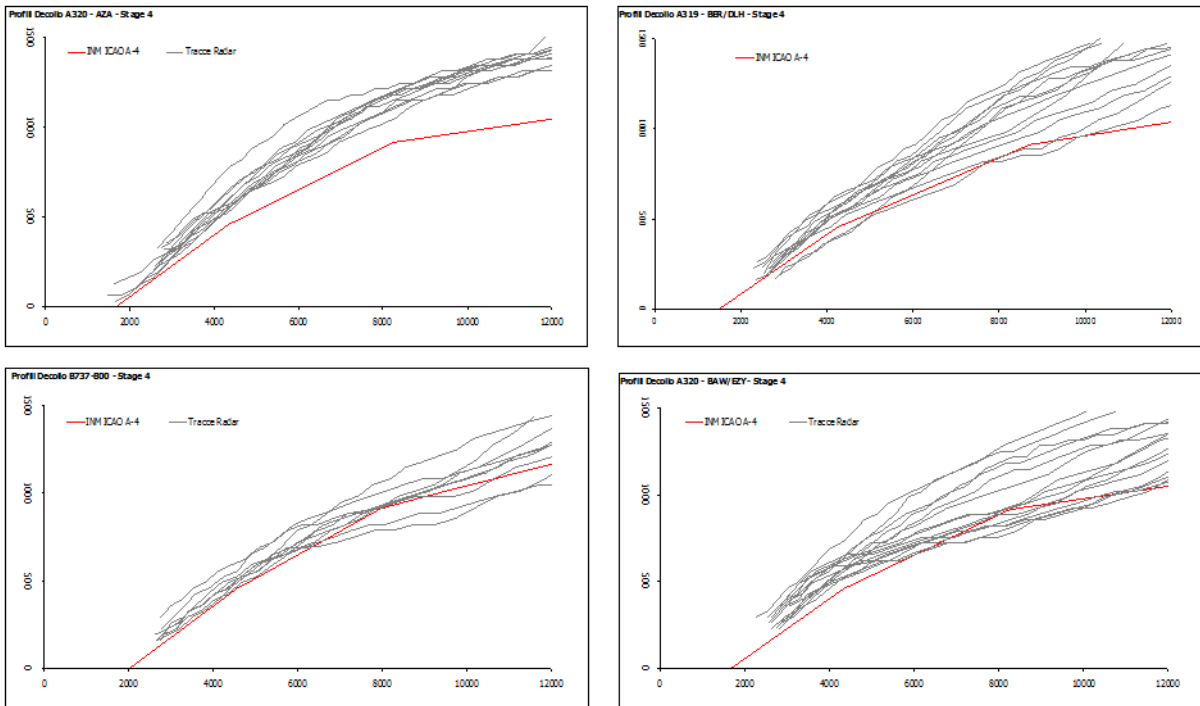 Profili Decollo A320 - AZA - Stage 4
INM ICAO A-4 Tracce Radar
1500
1000
500
0
0 2000 4000 6000 8000 10000 12000
Profili Decollo A319 - BER/DLH - Stage 4
INM ICAO A-4
1500
1000
500
0
0 2000 4000 6000 8000 10000 12000
Profili Decollo B737-800 - Stage 4
INM ICAO A-4 Tracce Radar
1500
1000
500
0
0 2000 4000 6000 8000 10000 12000
Profili Decollo A320 - BAW/EZY- Stage 4
INM ICAO A-4 Tracce Radar
1500
1000
500
0
0 2000 4000 6000 8000 10000 12000